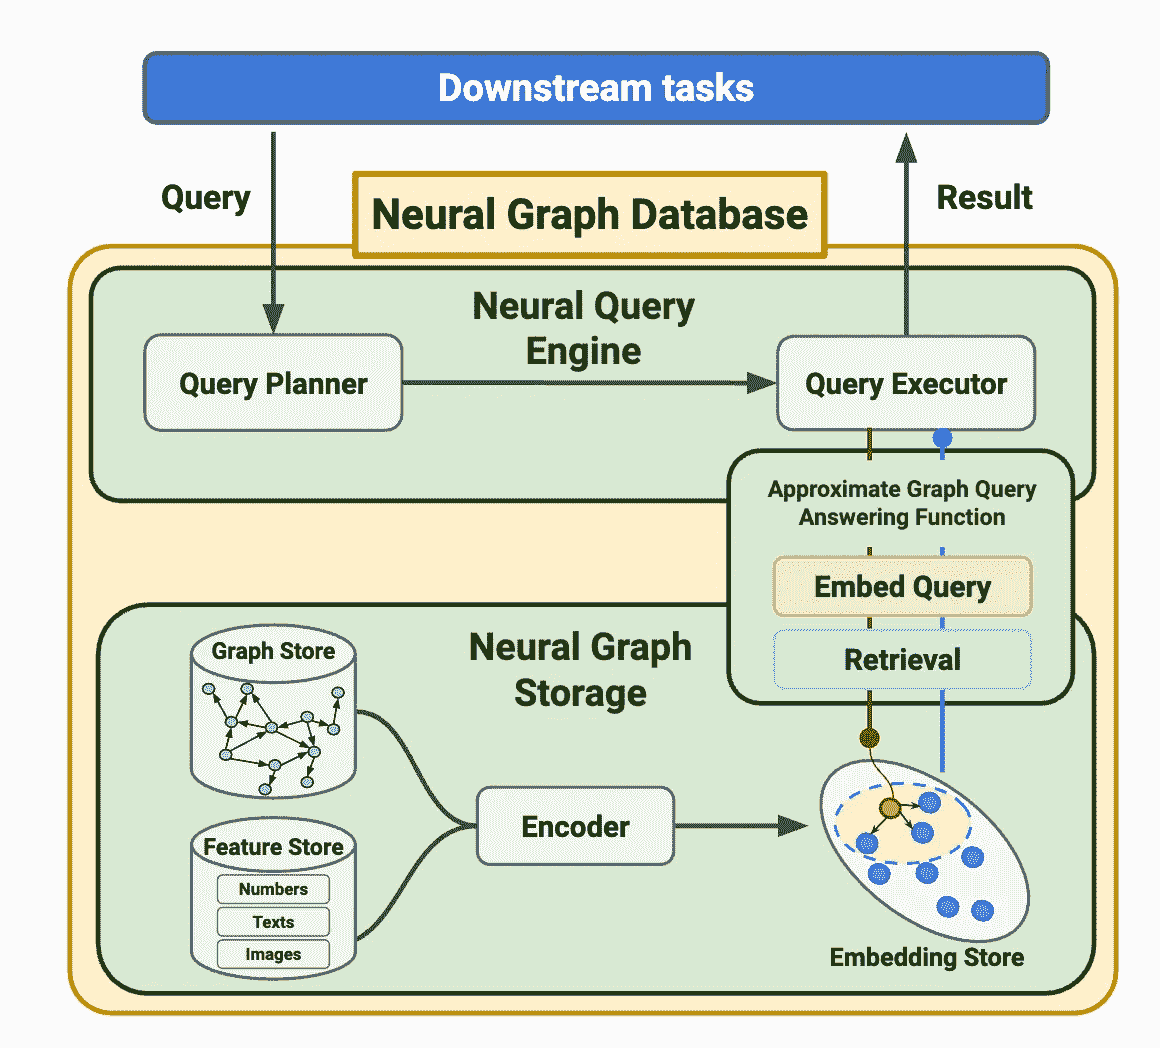 Downstream tasks
Query
Result
Neural Graph Database
Neural Query
Engine
Query Planner
Query Executor
Approximate Graph Query
Answering Function
Embed Query
Retrieval
Neural Graph
Storage
Graph Store
Encoder
Feature Store
Numbers
Texts
Images
Embedding Store